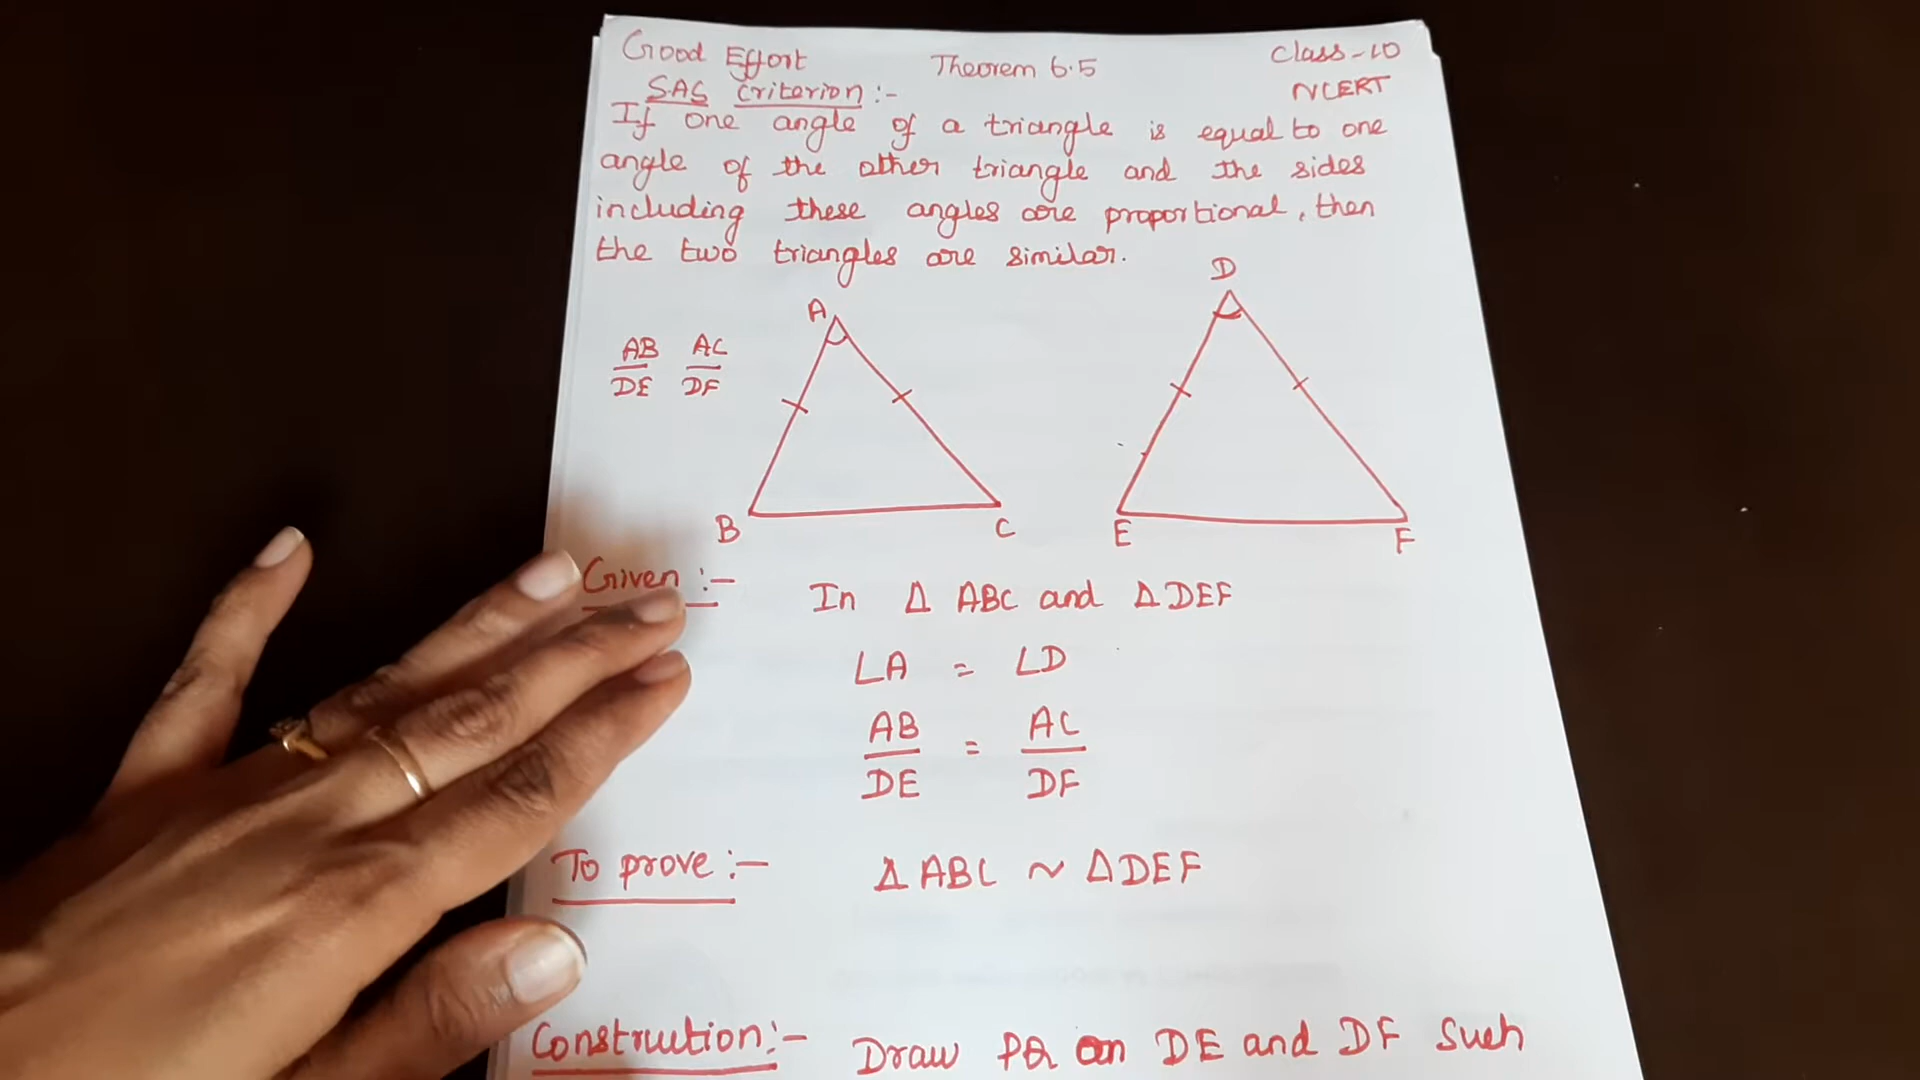 Good Effort Theorem 6.5 Class-10
NCERT
SAS Criterion:-
If one angle of a triangle is equal to one
angle of the other triangle and the sides
including these angles are proportional, then
the two triangles are similar.
AB AC
DE DF
A
B
C
D
E
F
Given :- In Δ ABC and Δ DEF
∠A = ∠D
AB = AC
DE DF
To prove :- Δ ABC ~ Δ DEF
Construction:- Draw PQ on DE and DF Such